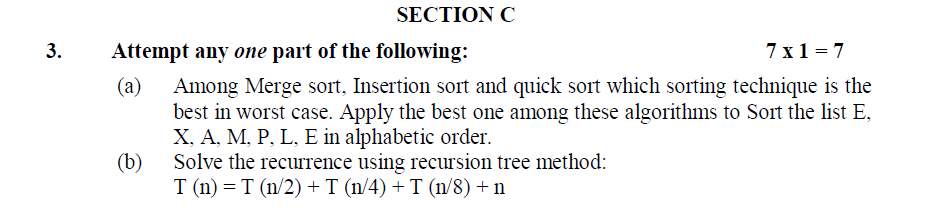 SECTION C
3. Attempt any one part of the following: 7 x 1 = 7
(a) Among Merge sort, Insertion sort and quick sort which sorting technique is the
best in worst case. Apply the best one among these algorithms to Sort the list E,
X, A, M, P, L, E in alphabetic order.
(b) Solve the recurrence using recursion tree method:
T (n) = T (n/2) + T (n/4) + T (n/8) + n